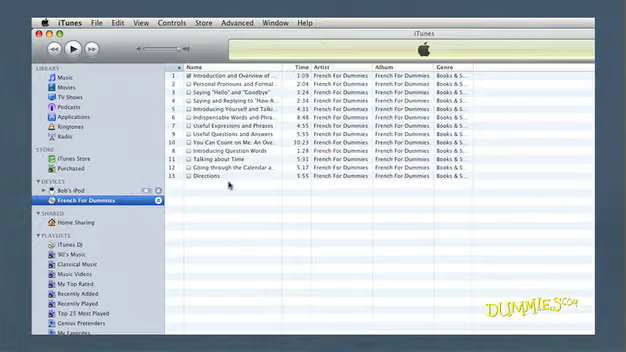 iTunes File Edit View Controls Store Advanced Window Help
iTunes
LIBRARY
Music
Movies
TV Shows
Podcasts
Applications
Ringtones
Radio
STORE
iTunes Store
Purchased
DEVICES
Bob's iPod
French For Dummies
SHARED
Home Sharing
PLAYLISTS
iTunes DJ
90's Music
Classical Music
Music Videos
My Top Rated
Recently Added
Recently Played
Top 25 Most Played
Genius Pretenders
My Favorites
Name Time Artist Album Genre
1 Introduction and Overview of ... 1:09 French For Dummies French For Dummies Books & S...
2 Personal Pronouns and Formal... 2:04 French For Dummies French For Dummies Books & S...
3 Saying "Hello" and "Goodbye" 3:24 French For Dummies French For Dummies Books & S...
4 Saying and Replying to "How A... 2:34 French For Dummies French For Dummies Books & S...
5 Introducing Yourself and Talki... 4:31 French For Dummies French For Dummies Books & S...
6 Indispensable Words and Phra... 8:48 French For Dummies French For Dummies Books & S...
7 Useful Expressions and Phrases 4:55 French For Dummies French For Dummies Books & S...
9 Useful Questions and Answers 5:55 French For Dummies French For Dummies Books & S...
10 You Can Count on Me: An Ove... 10:23 French For Dummies French For Dummies Books & S...
8 Introducing Question Words 1:28 French For Dummies French For Dummies Books & S...
11 Talking about Time 5:31 French For Dummies French For Dummies Books & S...
12 Going through the Calendar a... 5:17 French For Dummies French For Dummies Books & S...
13 Directions 5:55 French For Dummies French For Dummies Books & S...
DUMMIES.COM